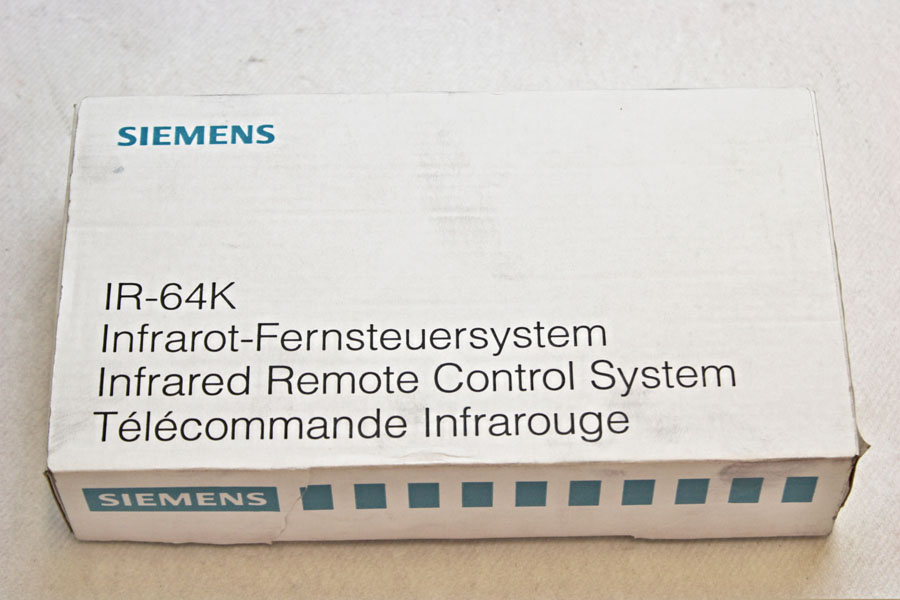 SIEMENS
IR-64K
Infrarot-Fernsteuersystem
Infrared Remote Control System
Télécommande Infrarouge
SIEMENS